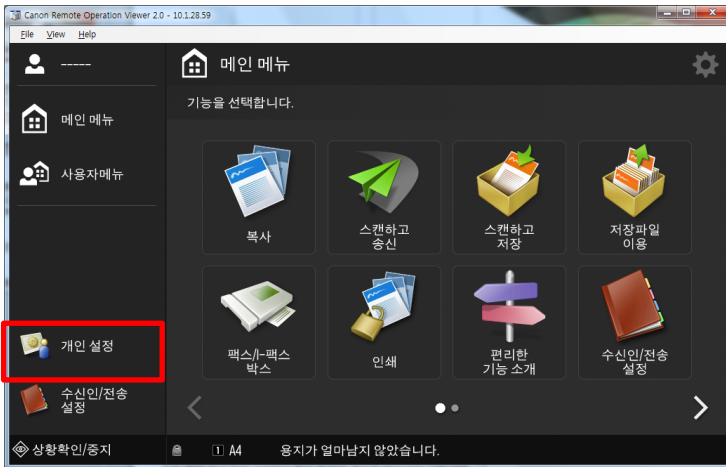 Canon Remote Operation Viewer 2.0 - 10.1.28.59
File View Help
-----
메인 메뉴
사용자메뉴
개인 설정
수신인/전송
설정
상황확인/중지
메인 메뉴
기능을 선택합니다.
복사
스캔하고
송신
스캔하고
저장
저장파일
이용
팩스/I-팩스
박스
인쇄
편리한
기능 소개
수신인/전송
설정
1 A4 용지가 얼마남지 않았습니다.